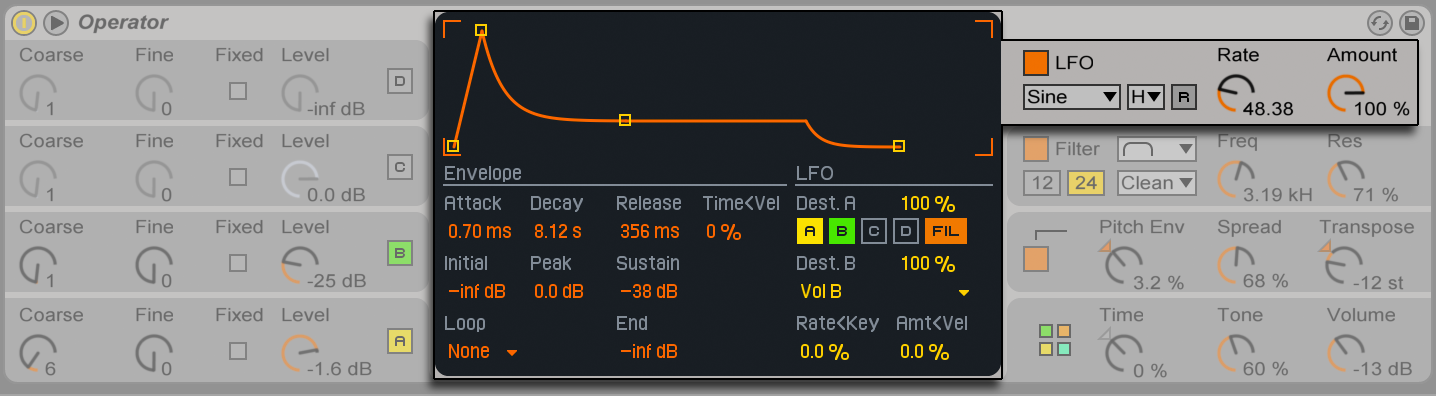 Operator
Coarse Fine Fixed Level
1 0 -inf dB D
Coarse Fine Fixed Level
1 0 0.0 dB C
Coarse Fine Fixed Level
1 0 -25 dB B
Coarse Fine Fixed Level
6 0 -1.6 dB A
Envelope
Attack Decay Release Time<Vel
0.70 ms 8.12 s 356 ms 0 %
Initial Peak Sustain
-inf dB 0.0 dB -38 dB
Loop End
None -inf dB
LFO
Dest. A 100 %
A B C D FIL
Dest. B 100 %
Vol B
Rate<Key Amt<Vel
0.0 % 0.0 %
LFO Rate Amount
Sine H R 48.38 100 %
Filter Freq Res
12 24 Clean 3.19 kH 71 %
Pitch Env Spread Transpose
3.2 % 68 % -12 st
Time Tone Volume
0 % 60 % -13 dB